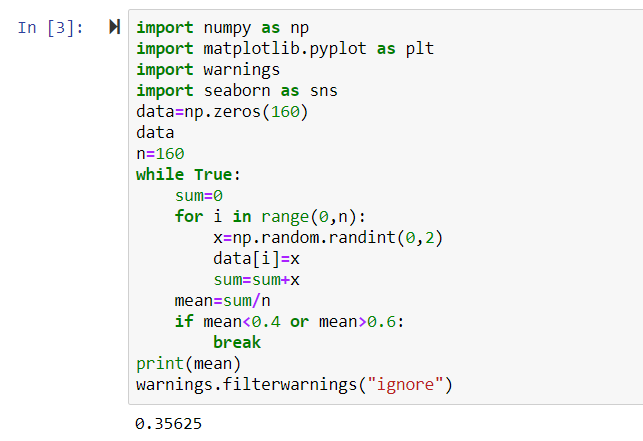 In [3]: import numpy as np
import matplotlib.pyplot as plt
import warnings
import seaborn as sns
data=np.zeros(160)
data
n=160
while True:
    sum=0
    for i in range(0,n):
        x=np.random.randint(0,2)
        data[i]=x
        sum=sum+x
    mean=sum/n
    if mean<0.4 or mean>0.6:
        break
print(mean)
warnings.filterwarnings("ignore")
0.35625